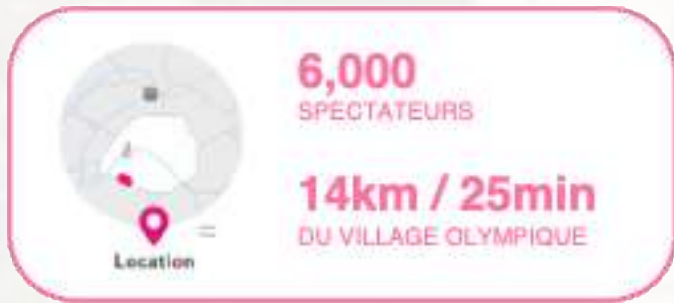 6,000
SPECTATEURS
14km / 25min
DU VILLAGE OLYMPIQUE
Location